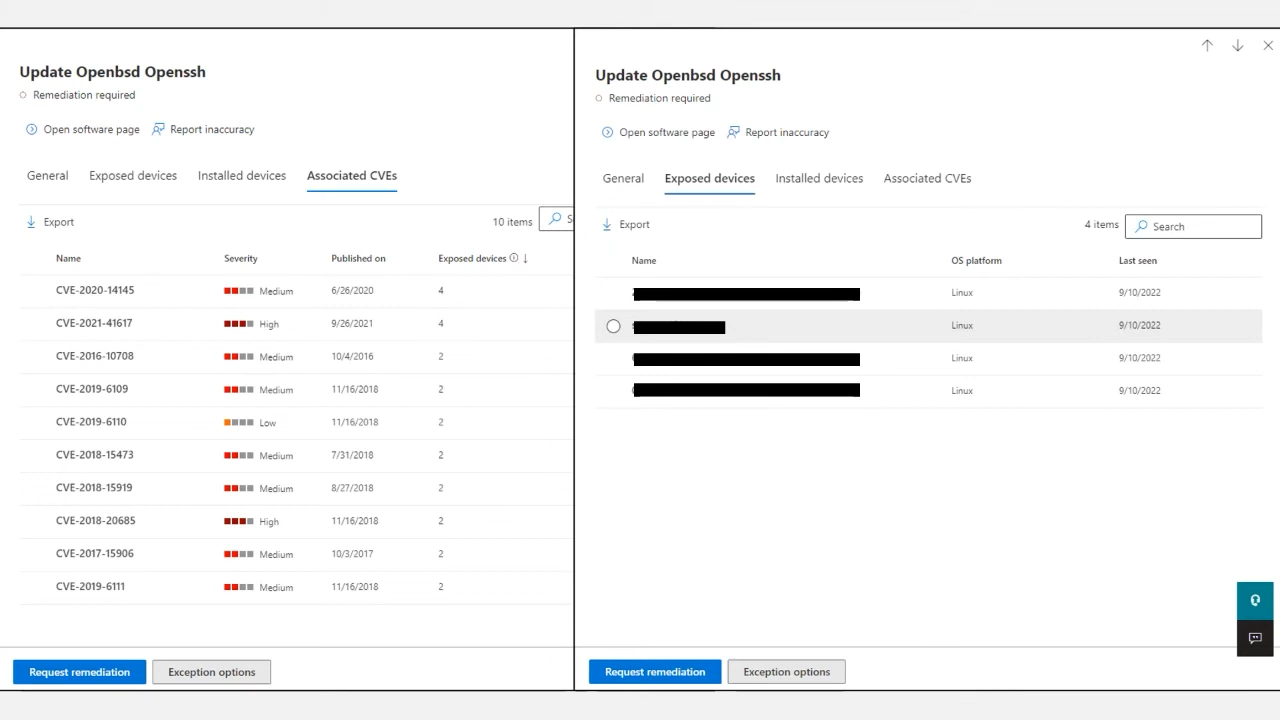 Update Openbsd Openssh
Remediation required
Open software page Report inaccuracy
General Exposed devices Installed devices Associated CVEs
Export 10 items S
Name Severity Published on Exposed devices
CVE-2020-14145 Medium 6/26/2020 4
CVE-2021-41617 High 9/26/2021 4
CVE-2016-10708 Medium 10/4/2016 2
CVE-2019-6109 Medium 11/16/2018 2
CVE-2019-6110 Low 11/16/2018 2
CVE-2018-15473 Medium 7/31/2018 2
CVE-2018-15919 Medium 8/27/2018 2
CVE-2018-20685 High 11/16/2018 2
CVE-2017-15906 Medium 10/3/2017 2
CVE-2019-6111 Medium 11/16/2018 2
Request remediation Exception options
Update Openbsd Openssh
Remediation required
Open software page Report inaccuracy
General Exposed devices Installed devices Associated CVEs
Export 4 items Search
Name OS platform Last seen
Linux 9/10/2022
Linux 9/10/2022
Linux 9/10/2022
Linux 9/10/2022
Request remediation Exception options